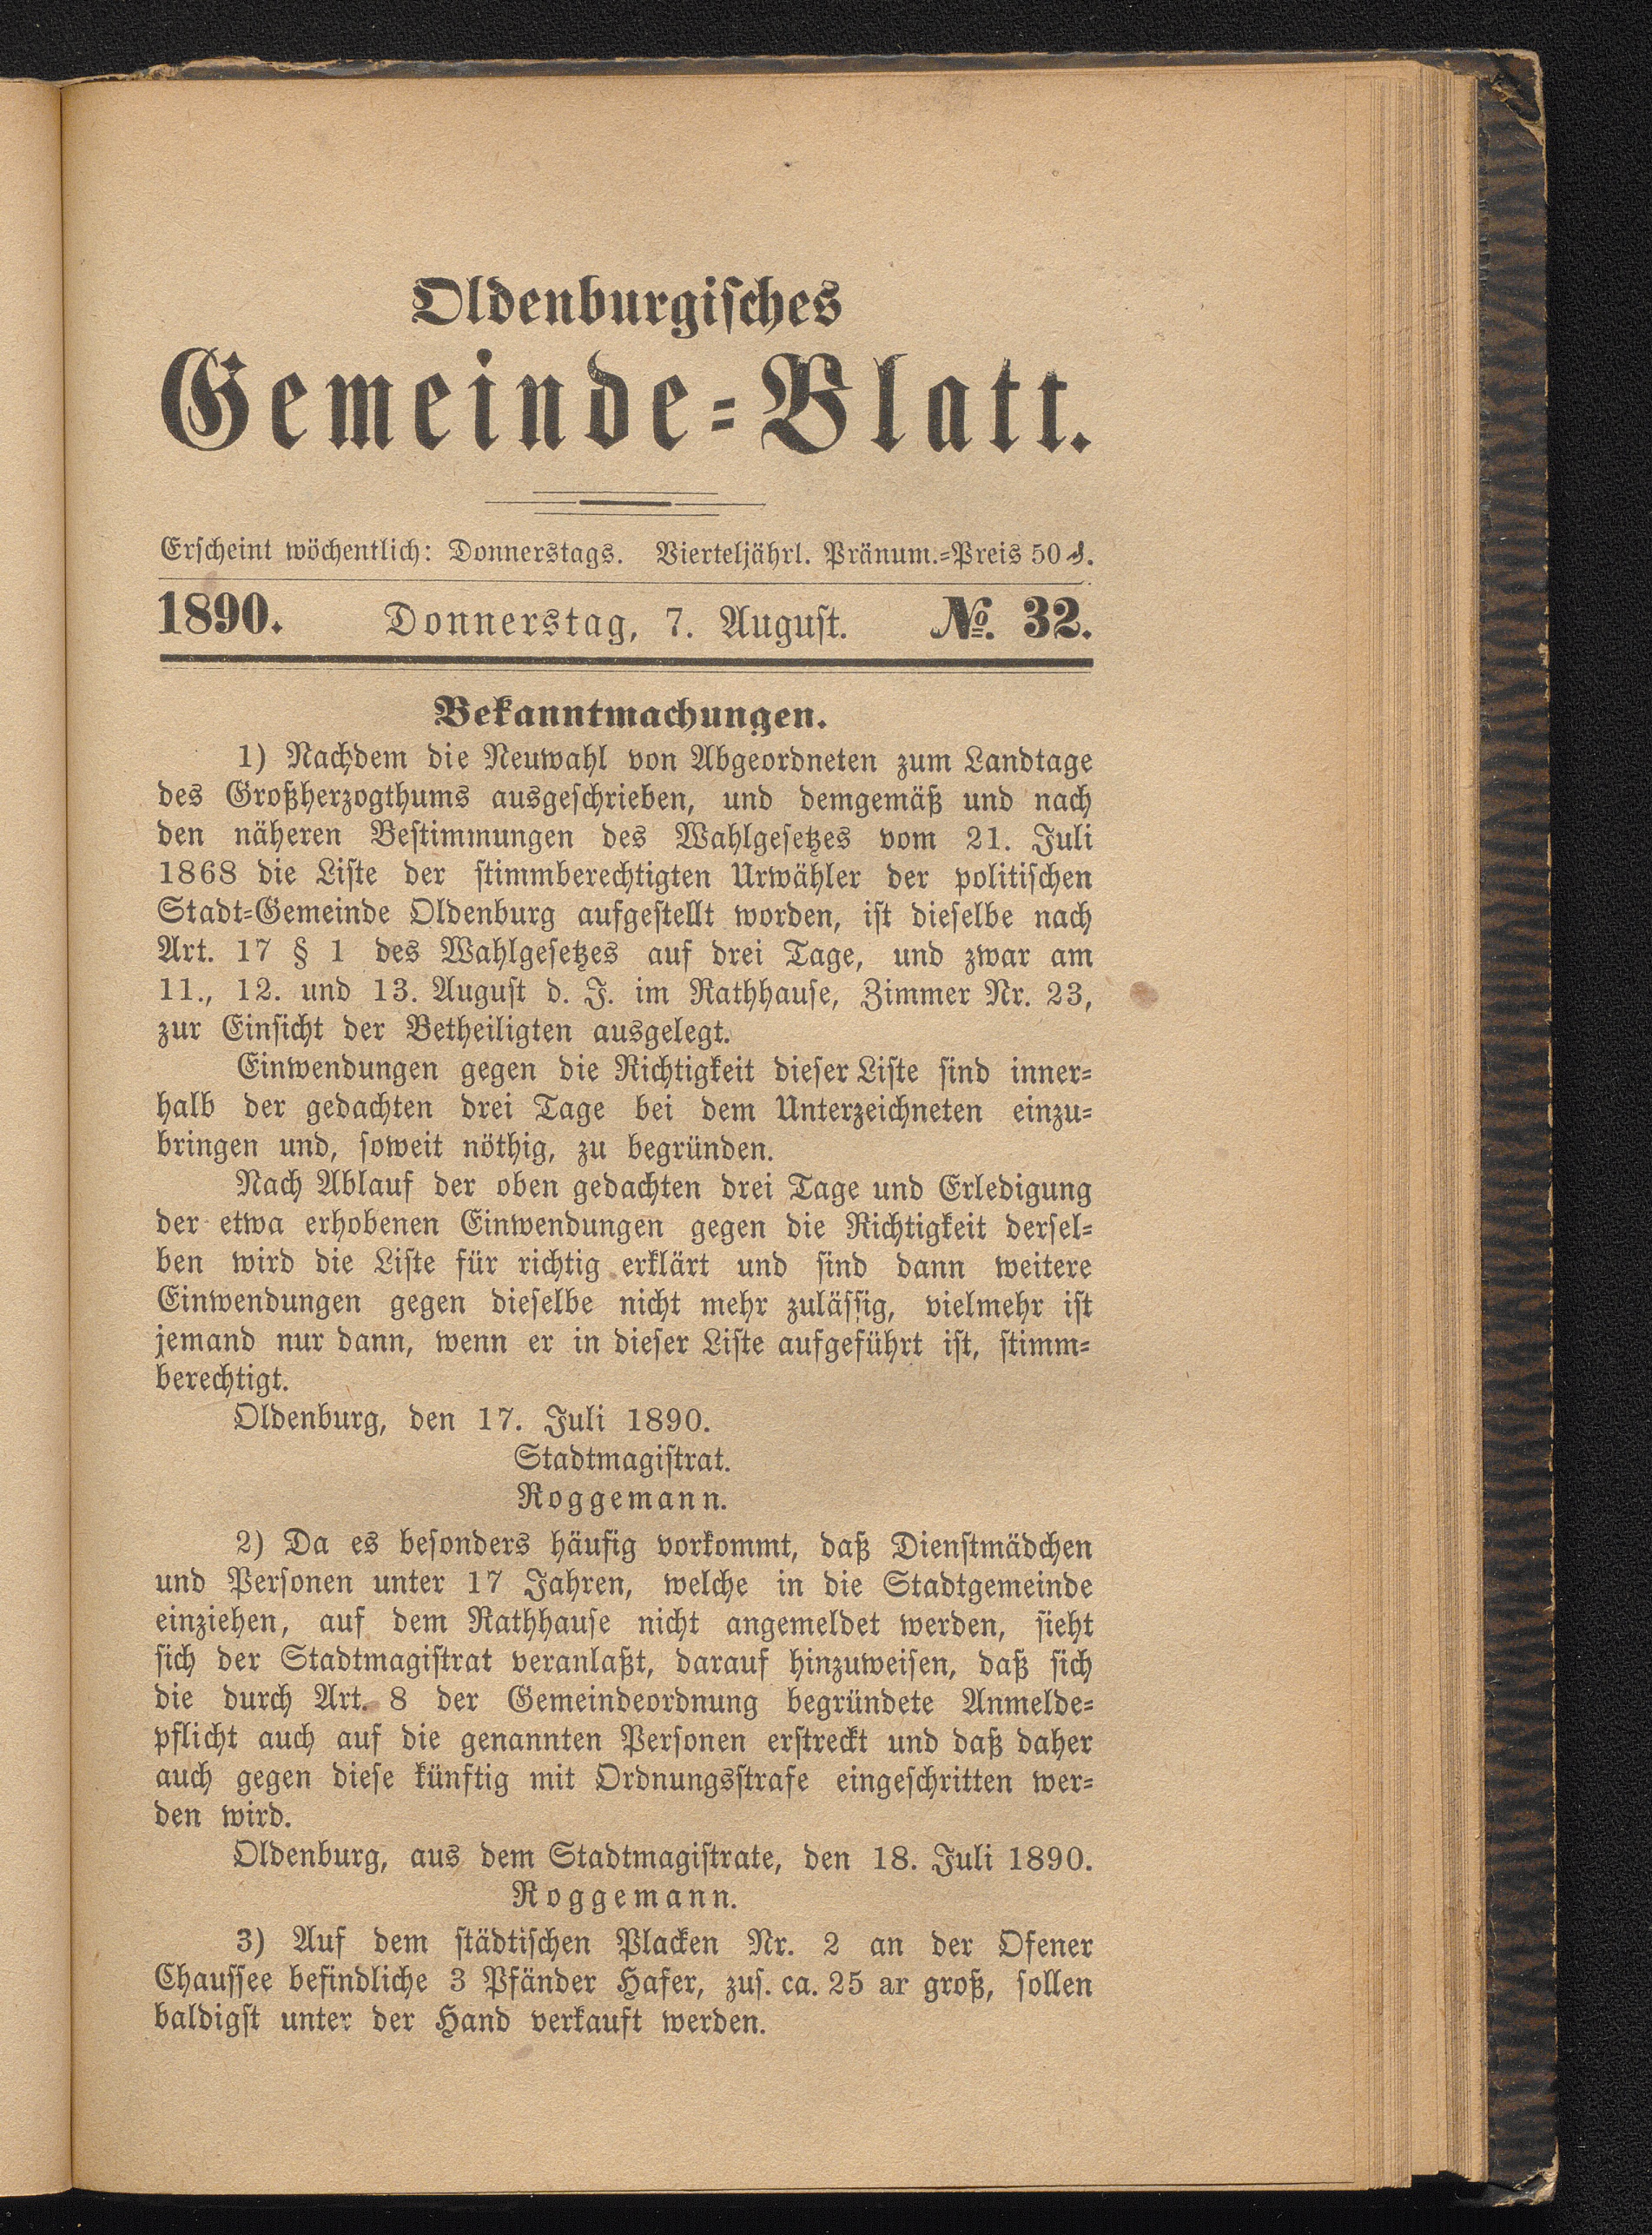 Oldenburgisches
Gemeinde-Blatt.
Erscheint wöchentlich: Donnerstags. Vierteljährl. Pränum.-Preis 50 ₰.
1890. Donnerstag, 7. August. №. 32.
Bekanntmachungen.
1) Nachdem die Neuwahl von Abgeordneten zum Landtage
des Großherzogthums ausgeschrieben, und demgemäß und nach
den näheren Bestimmungen des Wahlgesetzes vom 21. Juli
1868 die Liste der stimmberechtigten Urwähler der politischen
Stadt-Gemeinde Oldenburg aufgestellt worden, ist dieselbe nach
Art. 17 § 1 des Wahlgesetzes auf drei Tage, und zwar am
11., 12. und 13. August d. J. im Rathhause, Zimmer Nr. 23,
zur Einsicht der Betheiligten ausgelegt.
Einwendungen gegen die Richtigkeit dieser Liste sind inner-
halb der gedachten drei Tage bei dem Unterzeichneten einzu-
bringen und, soweit nöthig, zu begründen.
Nach Ablauf der oben gedachten drei Tage und Erledigung
der etwa erhobenen Einwendungen gegen die Richtigkeit dersel-
ben wird die Liste für richtig erklärt und sind dann weitere
Einwendungen gegen dieselbe nicht mehr zulässig, vielmehr ist
jemand nur dann, wenn er in dieser Liste aufgeführt ist, stimm-
berechtigt.
Oldenburg, den 17. Juli 1890.
Stadtmagistrat.
Roggemann.
2) Da es besonders häufig vorkommt, daß Dienstmädchen
und Personen unter 17 Jahren, welche in die Stadtgemeinde
einziehen, auf dem Rathhause nicht angemeldet werden, sieht
sich der Stadtmagistrat veranlaßt, darauf hinzuweisen, daß sich
die durch Art. 8 der Gemeindeordnung begründete Anmelde-
pflicht auch auf die genannten Personen erstreckt und daß daher
auch gegen diese künftig mit Ordnungsstrafe eingeschritten wer-
den wird.
Oldenburg, aus dem Stadtmagistrate, den 18. Juli 1890.
Roggemann.
3) Auf dem städtischen Placken Nr. 2 an der Ofener
Chaussee befindliche 3 Pfänder Hafer, zus. ca. 25 ar groß, sollen
baldigst unter der Hand verkauft werden.